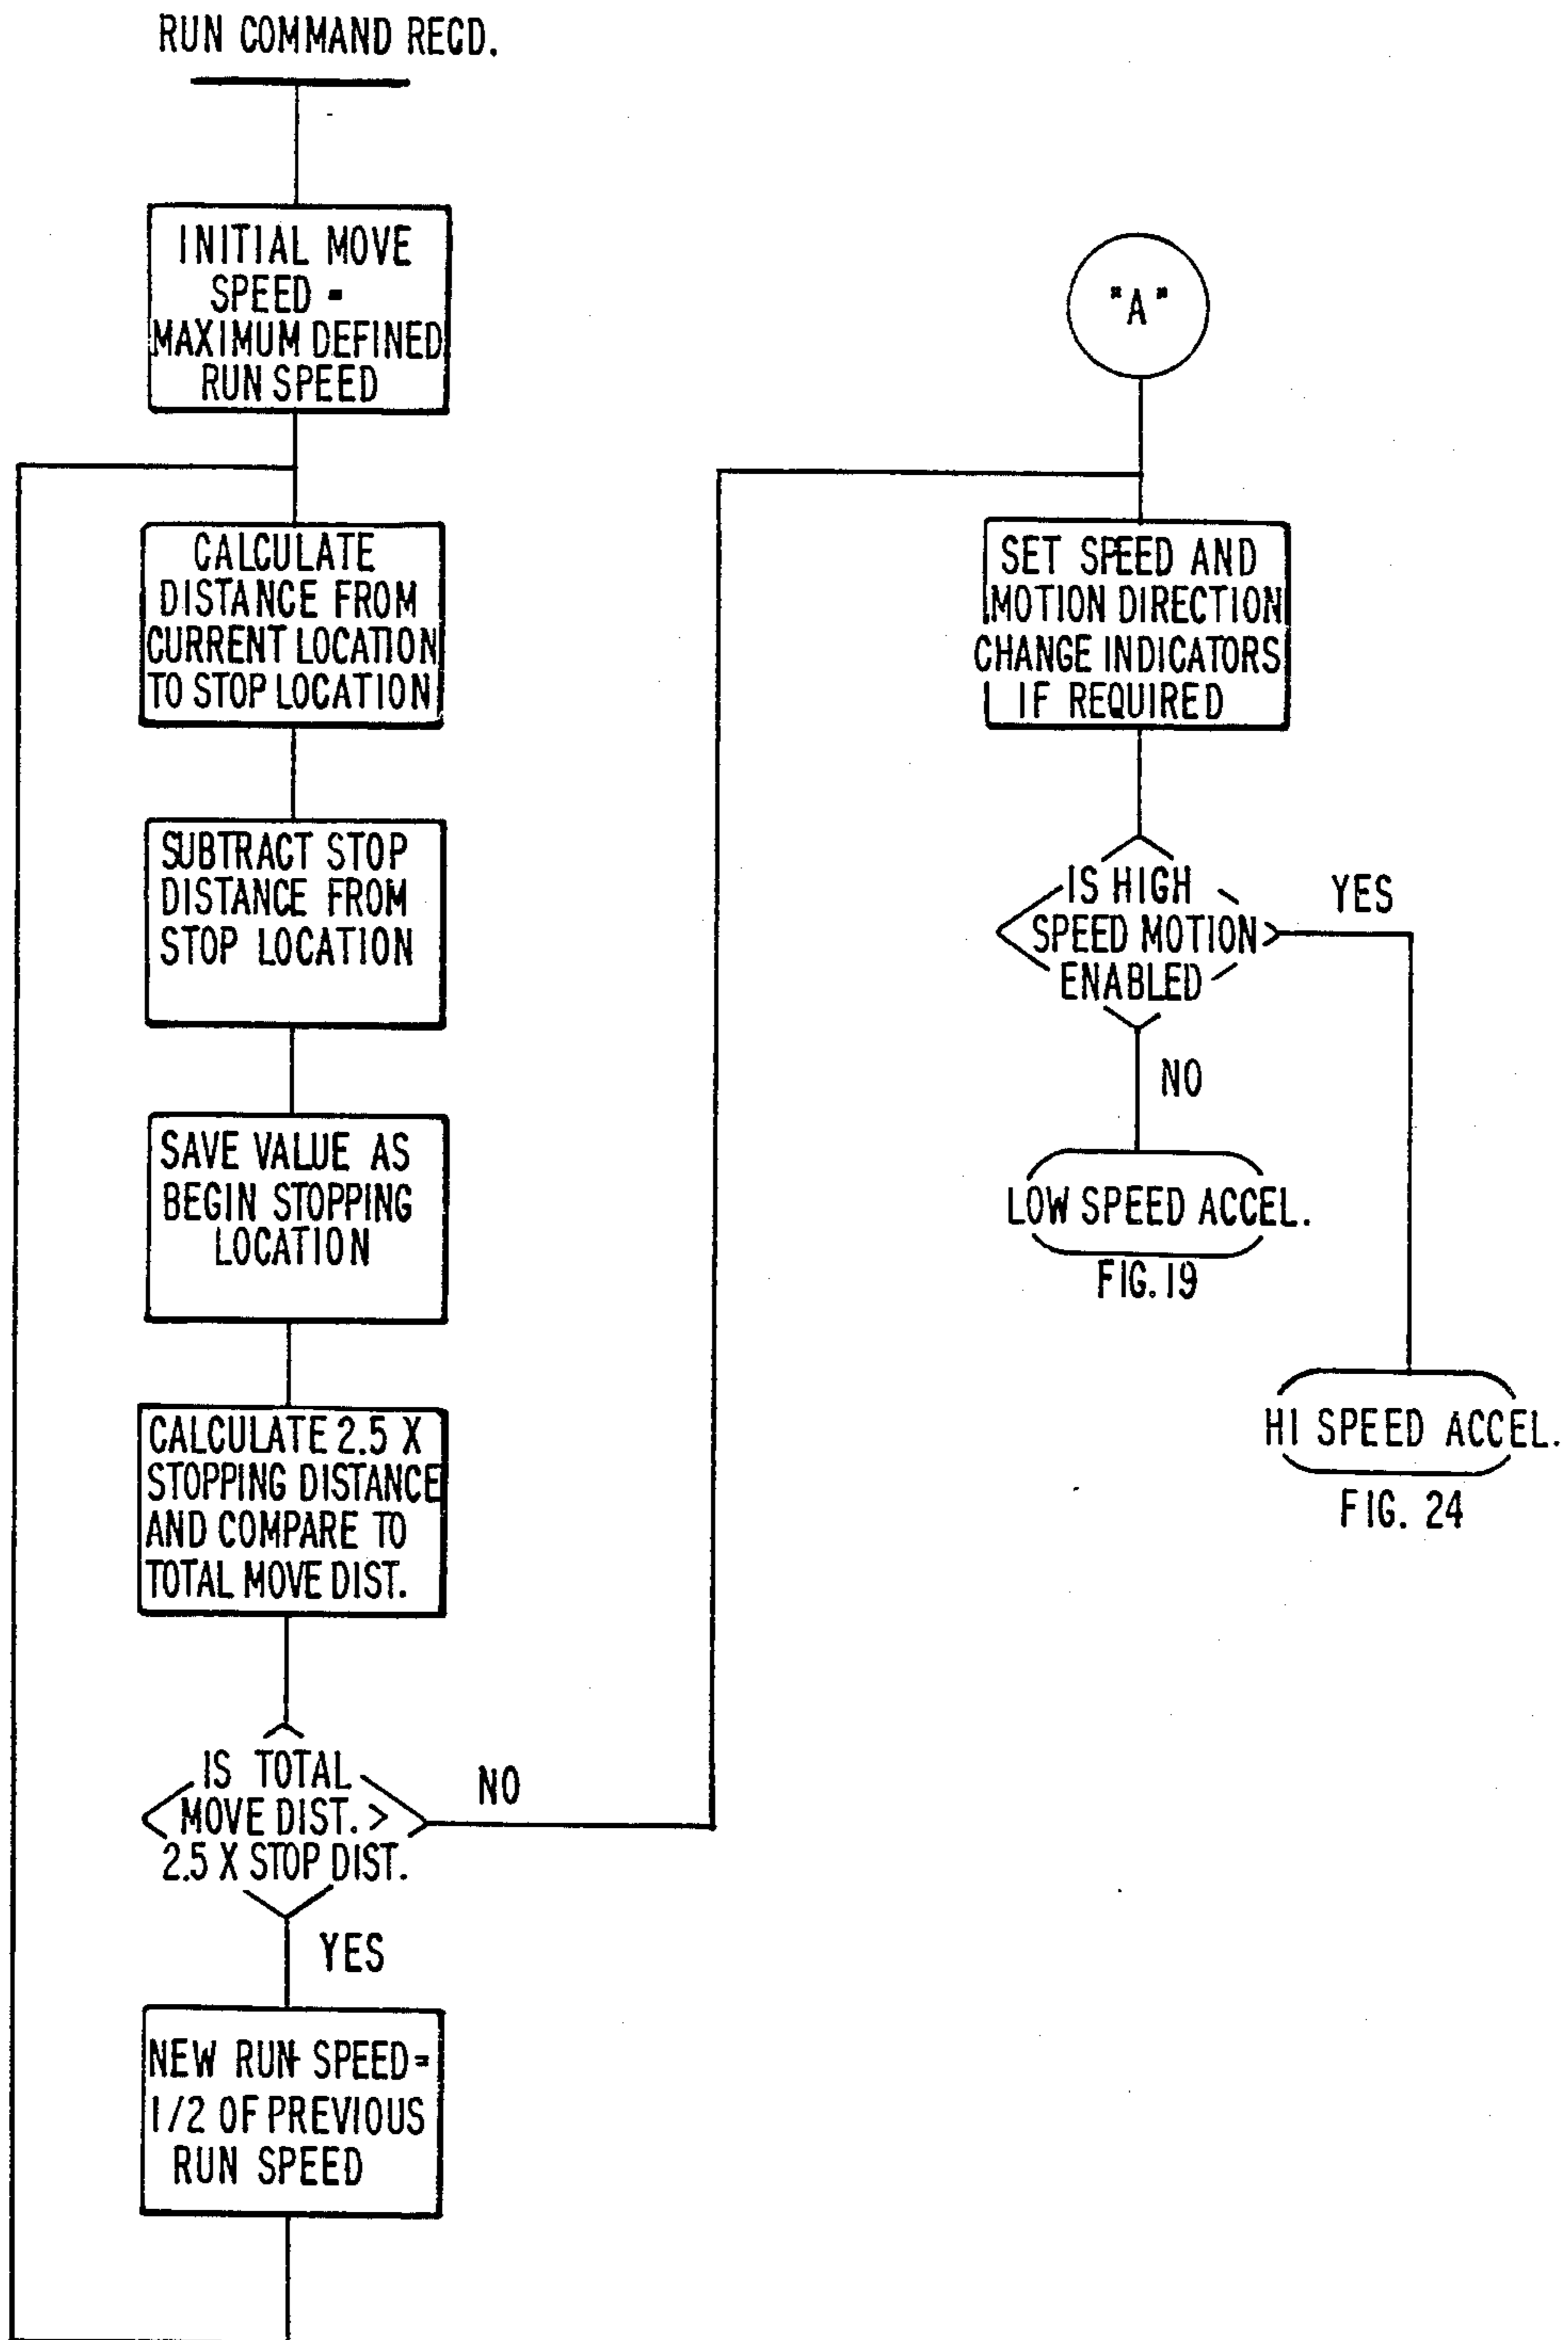 RUN COMMAND RECD.
INITIAL MOVE
SPEED =
MAXIMUM DEFINED
RUN SPEED
CALCULATE
DISTANCE FROM
CURRENT LOCATION
TO STOP LOCATION
SUBTRACT STOP
DISTANCE FROM
STOP LOCATION
SAVE VALUE AS
BEGIN STOPPING
LOCATION
CALCULATE 2.5 X
STOPPING DISTANCE
AND COMPARE TO
TOTAL MOVE DIST.
IS TOTAL
MOVE DIST. >
2.5 X STOP DIST.
NO
YES
NEW RUN SPEED =
1/2 OF PREVIOUS
RUN SPEED
"A"
SET SPEED AND
MOTION DIRECTION
CHANGE INDICATORS
IF REQUIRED
IS HIGH
SPEED MOTION
ENABLED
YES
NO
LOW SPEED ACCEL.
FIG. 19
HI SPEED ACCEL.
FIG. 24